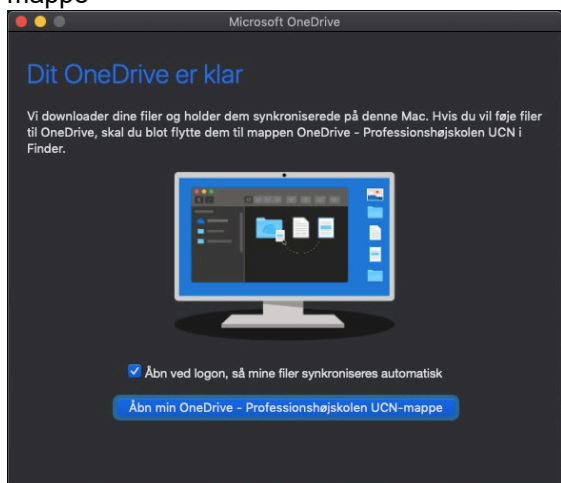 mappe
Microsoft OneDrive
Dit OneDrive er klar
Vi downloader dine filer og holder dem synkroniserede på denne Mac. Hvis du vil føje filer
til OneDrive, skal du blot flytte dem til mappen OneDrive - Professionshøjskolen UCN i
Finder.
Åbn ved logon, så mine filer synkroniseres automatisk
Åbn min OneDrive - Professionshøjskolen UCN-mappe